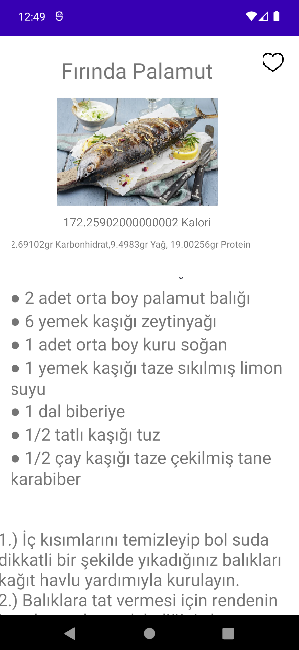 12:49
Fırında Palamut
172.25902000000002 Kalori
2.69102gr Karbonhidrat,9.4983gr Yağ, 19.00256gr Protein
● 2 adet orta boy palamut balığı
● 6 yemek kaşığı zeytinyağı
● 1 adet orta boy kuru soğan
● 1 yemek kaşığı taze sıkılmış limon
suyu
● 1 dal biberiye
● 1/2 tatlı kaşığı tuz
● 1/2 çay kaşığı taze çekilmiş tane
karabiber
1.) İç kısımlarını temizleyip bol suda
dikkatli bir şekilde yıkadığınız balıkları
kağıt havlu yardımıyla kurulayın.
2.) Balıklara tat vermesi için rendenin